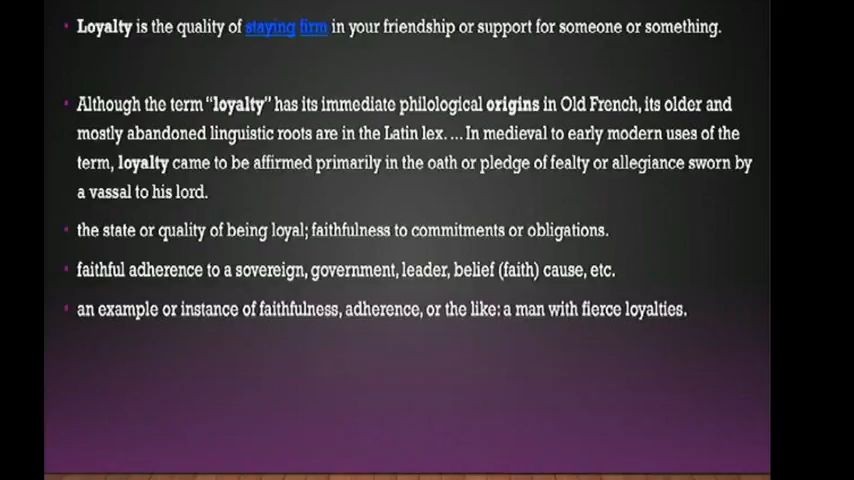 Loyalty is the quality of staying firm in your friendship or support for someone or something.
Although the term “loyalty” has its immediate philological origins in Old French, its older and
mostly abandoned linguistic roots are in the Latin lex. ... In medieval to early modern uses of the
term, loyalty came to be affirmed primarily in the oath or pledge of fealty or allegiance sworn by
a vassal to his lord.
the state or quality of being loyal; faithfulness to commitments or obligations.
faithful adherence to a sovereign, government, leader, belief (faith) cause, etc.
an example or instance of faithfulness, adherence, or the like: a man with fierce loyalties.